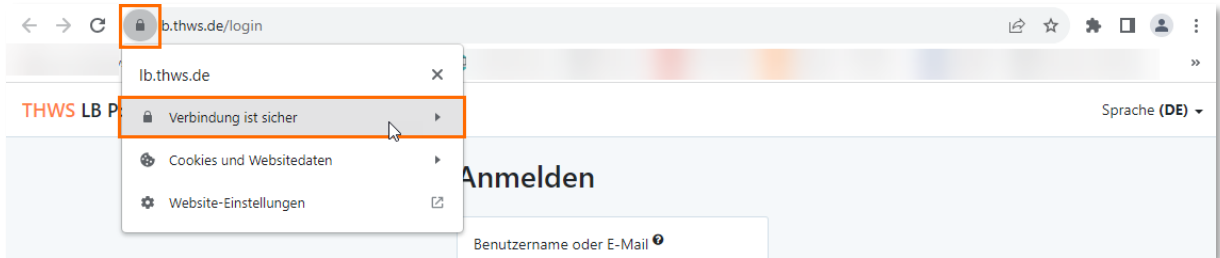 b.thws.de/login
lb.thws.de
Verbindung ist sicher
Cookies und Websitedaten
Website-Einstellungen
THWS LB P
Sprache (DE)
Anmelden
Benutzername oder E-Mail